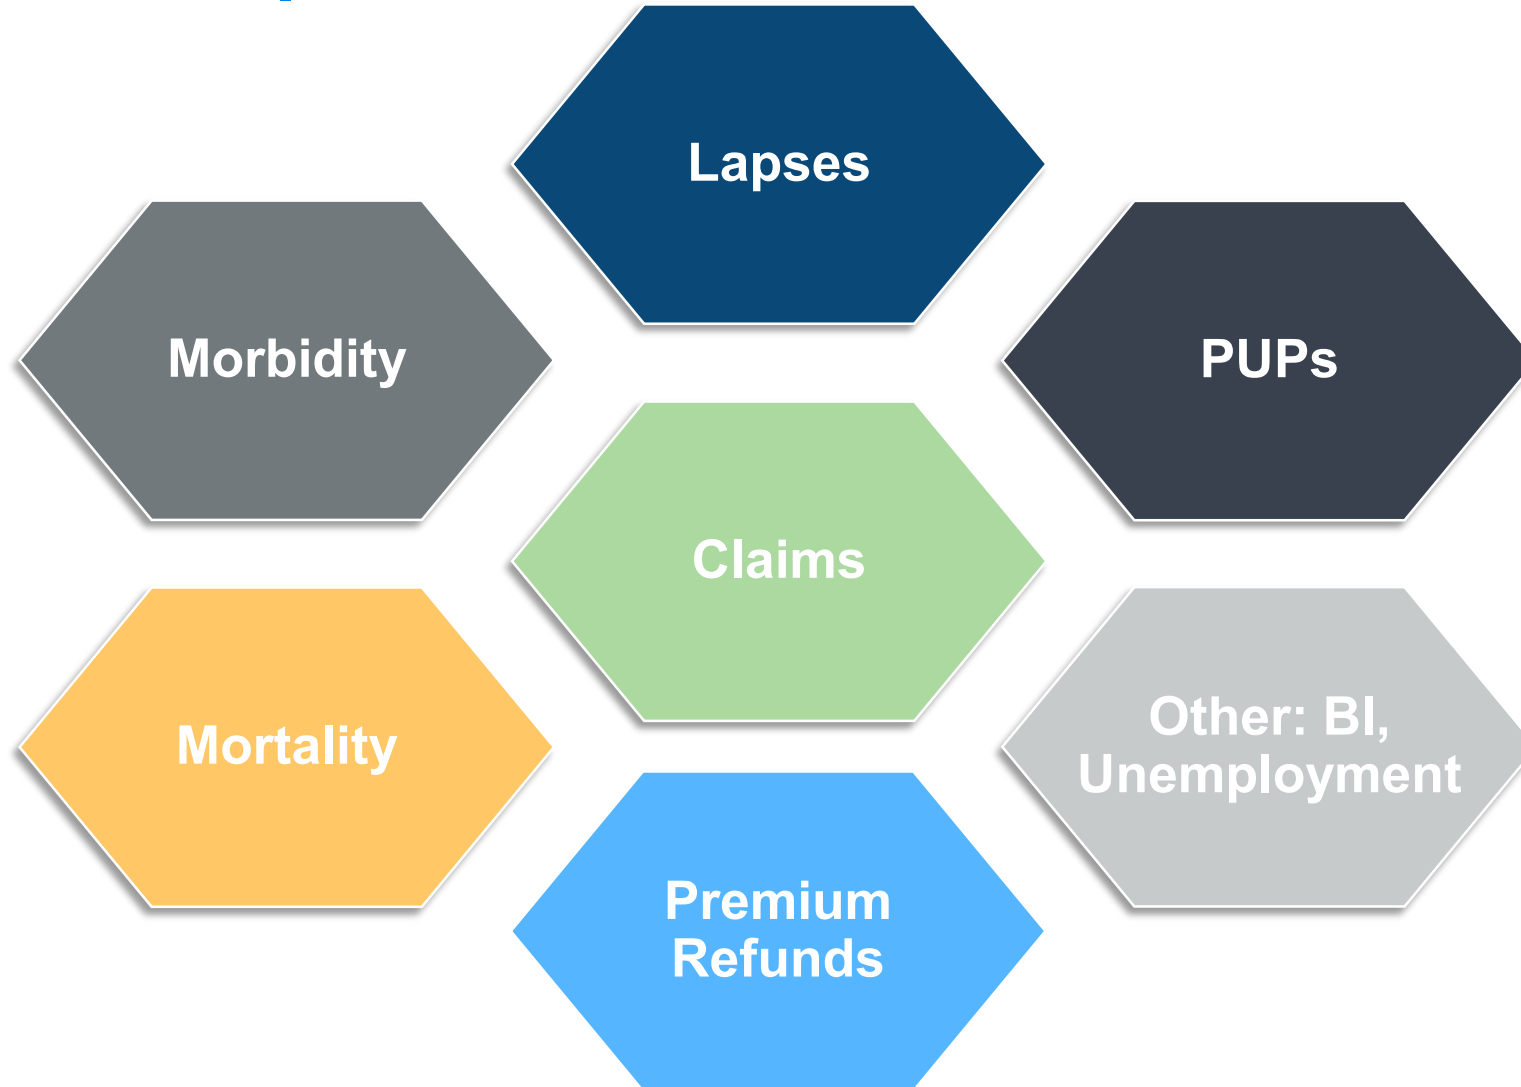 Lapses
Morbidity
PUPs
Claims
Mortality
Other: BI,
Unemployment
Premium
Refunds